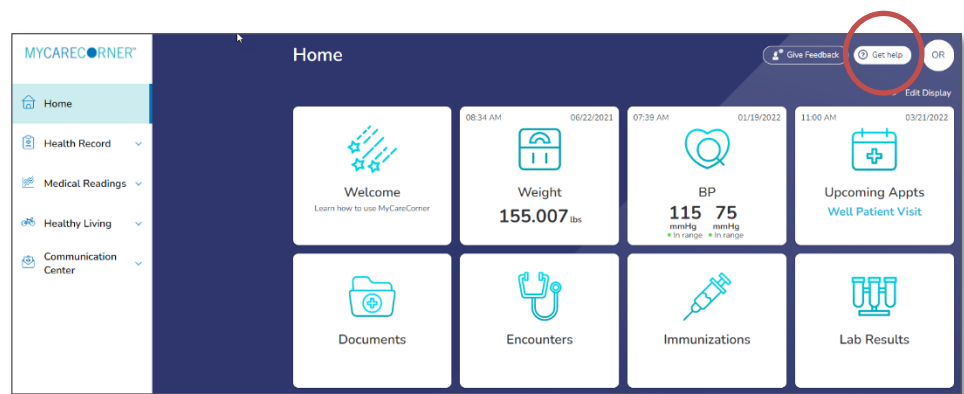 MYCARECORNER™
Home
Health Record
Medical Readings
Healthy Living
Communication
Center
Home
Give Feedback
Get help
OR
Edit Display
Welcome
Learn how to use MyCareCorner
08:34 AM 06/22/2021
Weight
155.007 lbs
07:39 AM 01/19/2022
BP
115 75
mmHg mmHg
In range In range
11:00 AM 03/21/2022
Upcoming Appts
Well Patient Visit
Documents
Encounters
Immunizations
Lab Results